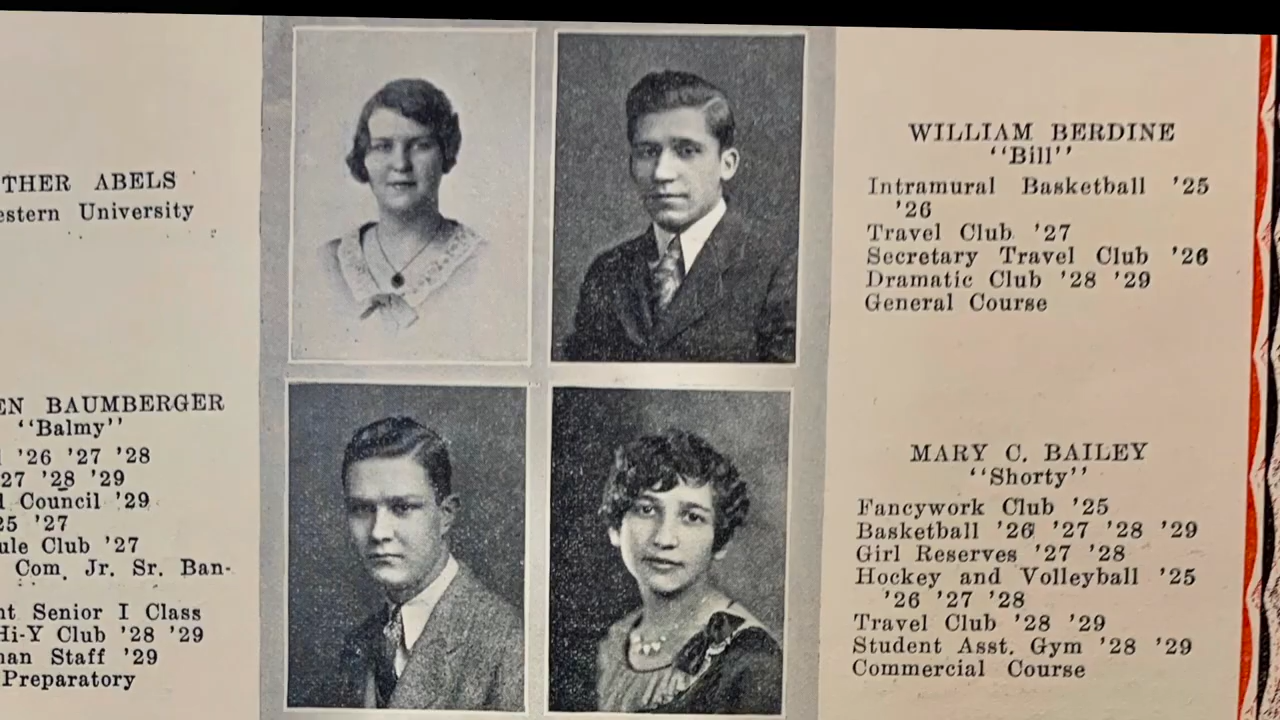 THER ABELS
estern University
EN BAUMBERGER
"Balmy"
'26 '27 '28
27 '28 '29
l Council '29
25 '27
ule Club '27
Com. Jr. Sr. Ban-
nt Senior I Class
Hi-Y Club '28 '29
man Staff '29
Preparatory
WILLIAM BERDINE
"Bill"
Intramural Basketball '25
'26
Travel Club '27
Secretary Travel Club '26
Dramatic Club '28 '29
General Course
MARY C. BAILEY
"Shorty"
Fancywork Club '25
Basketball '26 '27 '28 '29
Girl Reserves '27 '28
Hockey and Volleyball '25
'26 '27 '28
Travel Club '28 '29
Student Asst. Gym '28 '29
Commercial Course